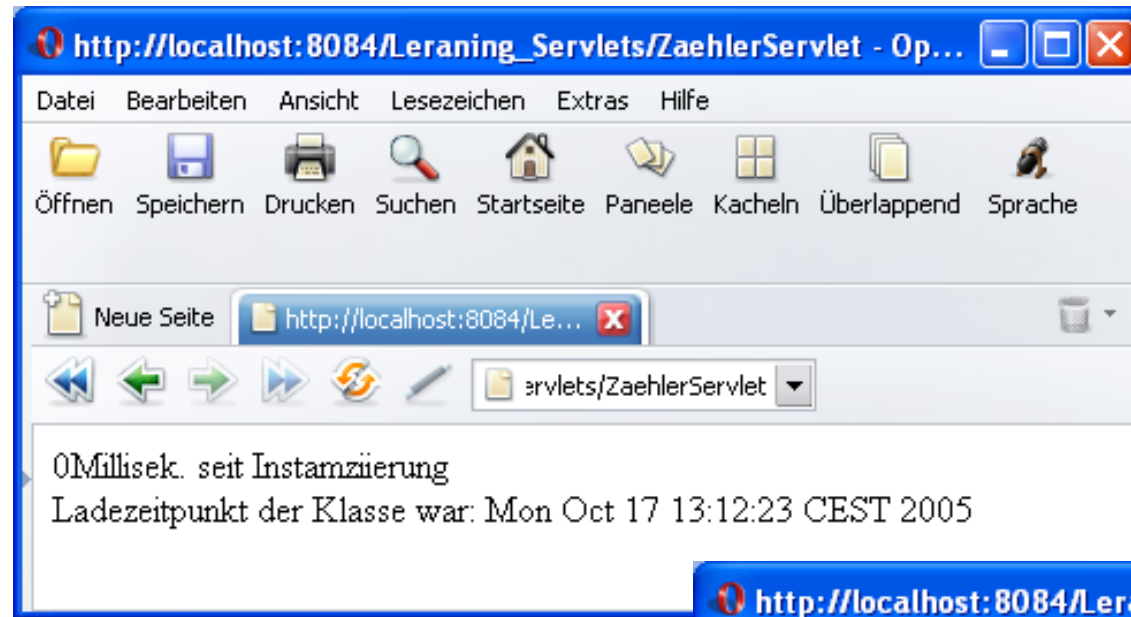 http://localhost:8084/Leraning_Servlets/ZaehlerServlet - Op...
Datei Bearbeiten Ansicht Lesezeichen Extras Hilfe
Öffnen Speichern Drucken Suchen Startseite Paneele Kacheln Überlappend Sprache
Neue Seite http://localhost:8084/Le...
ervlets/ZaehlerServlet
0Millisek. seit Instamziierung
Ladezeitpunkt der Klasse war: Mon Oct 17 13:12:23 CEST 2005
http://localhost:8084/Lera